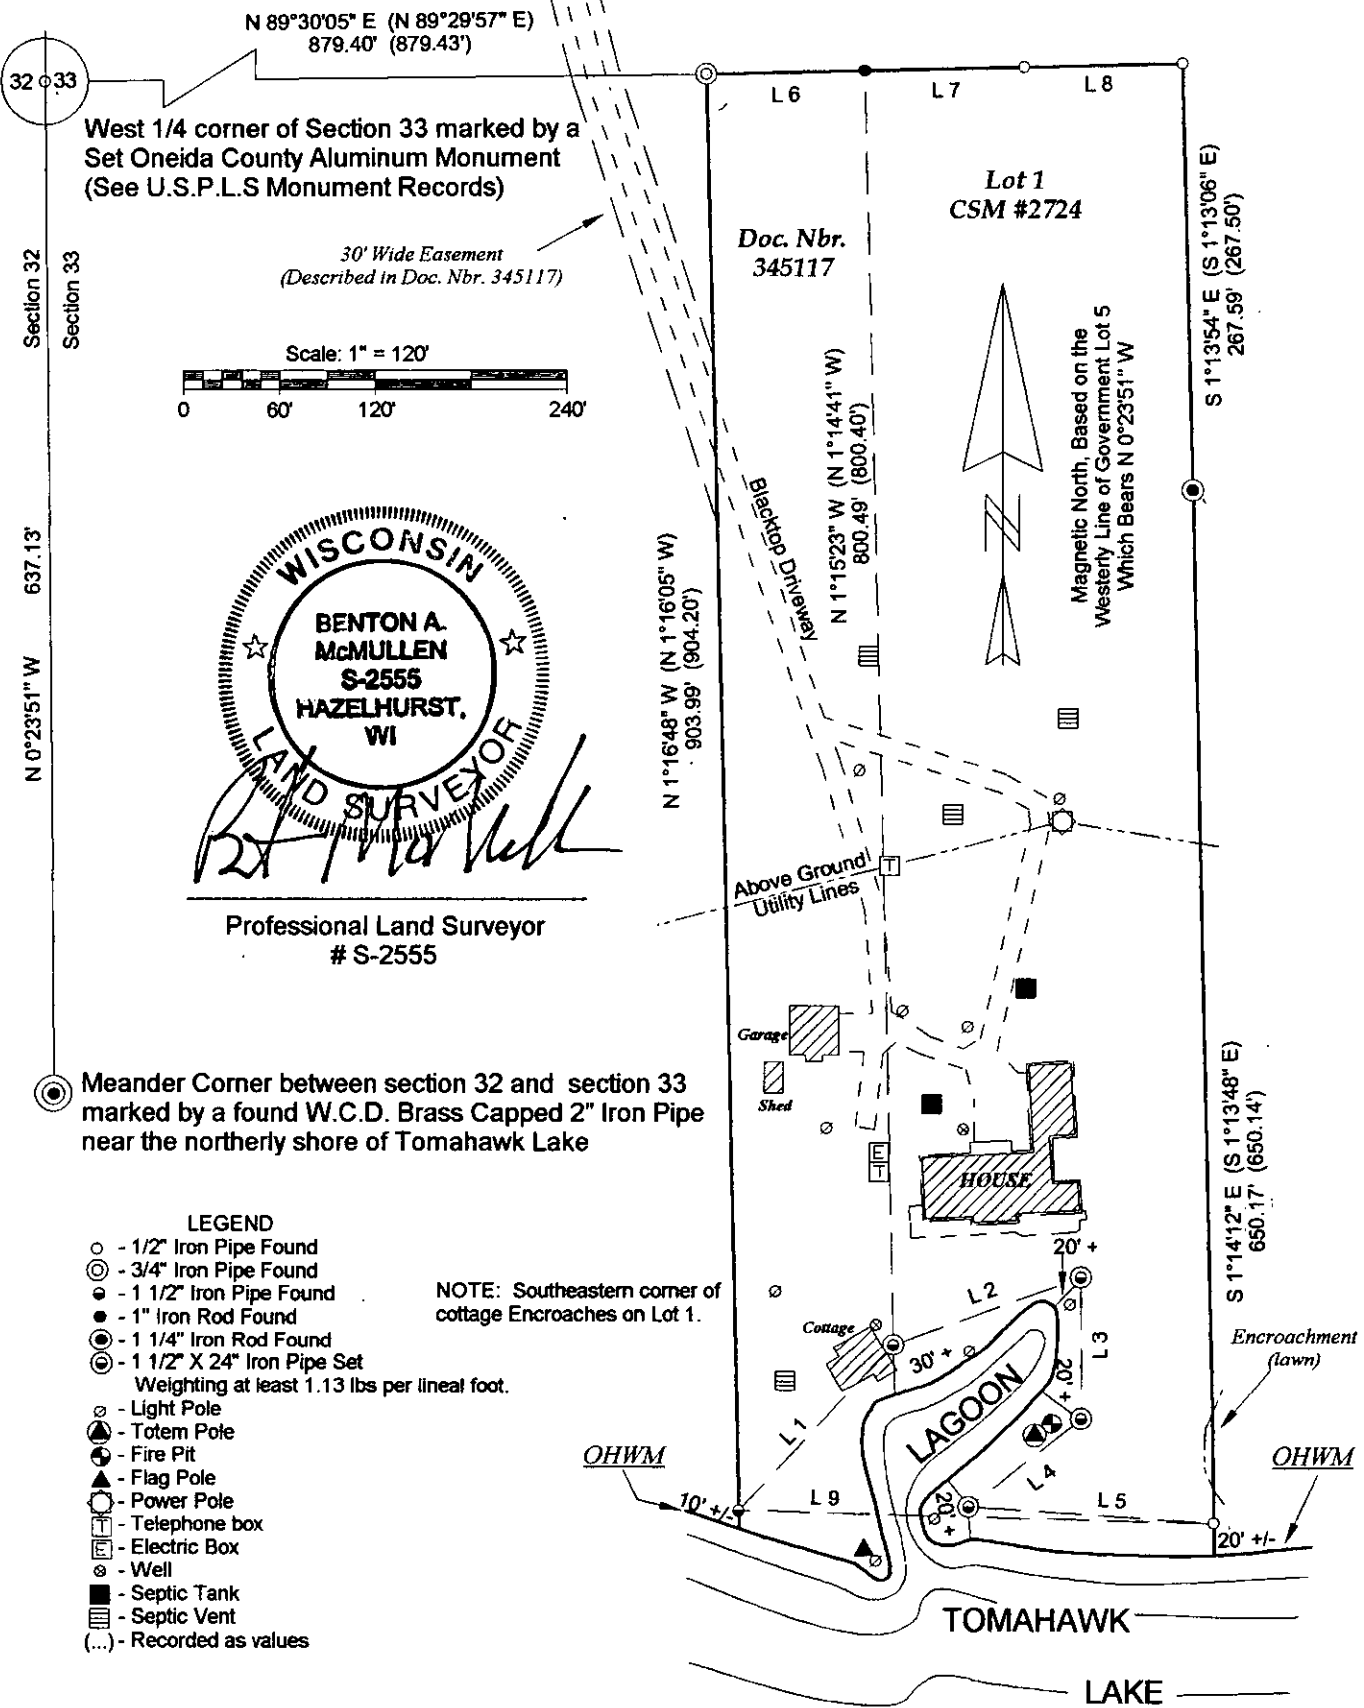 N 89°30'05" E (N 89°29'57" E)
879.40' (879.43')
32 33
L 6
L 7
L 8
West 1/4 corner of Section 33 marked by a
Set Oneida County Aluminum Monument
(See U.S.P.L.S Monument Records)
Lot 1
CSM #2724
Doc. Nbr.
345117
30' Wide Easement
(Described in Doc. Nbr. 345117)
Section 32
Section 33
S 1°13'54" E (S 1°13'06" E)
267.59' (267.50')
Scale: 1" = 120'
0 60' 120' 240'
Magnetic North, Based on the
Westerly Line of Government Lot 5
Which Bears N 0°23'51" W
N
N 1°15'23" W (N 1°14'41" W)
800.49' (800.40')
Blacktop Driveway
N 1°16'48" W (N 1°16'05" W)
903.99' (904.20')
N 0°23'51" W 637.13'
WISCONSIN
BENTON A.
McMULLEN
S-2555
HAZELHURST,
WI
LAND SURVEYOR
Professional Land Surveyor
# S-2555
Above Ground
Utility Lines
T
Garage
Shed
Meander Corner between section 32 and section 33
marked by a found W.C.D. Brass Capped 2" Iron Pipe
near the northerly shore of Tomahawk Lake
E
T
HOUSE
S 1°14'12" E (S 1°13'48" E)
650.17' (650.14')
LEGEND
- 1/2" Iron Pipe Found
- 3/4" Iron Pipe Found
- 1 1/2" Iron Pipe Found
- 1" Iron Rod Found
- 1 1/4" Iron Rod Found
- 1 1/2" X 24" Iron Pipe Set
Weighting at least 1.13 lbs per lineal foot.
- Light Pole
- Totem Pole
- Fire Pit
- Flag Pole
- Power Pole
T - Telephone box
E - Electric Box
- Well
- Septic Tank
- Septic Vent
(...) - Recorded as values
NOTE: Southeastern corner of
cottage Encroaches on Lot 1.
20' +
L 2
Cottage
30' +
L 3
20' +
Encroachment
(lawn)
LAGOON
L 1
L 4
OHWM
OHWM
10' +/-
L 9
20' +
L 5
20' +/-
TOMAHAWK
LAKE